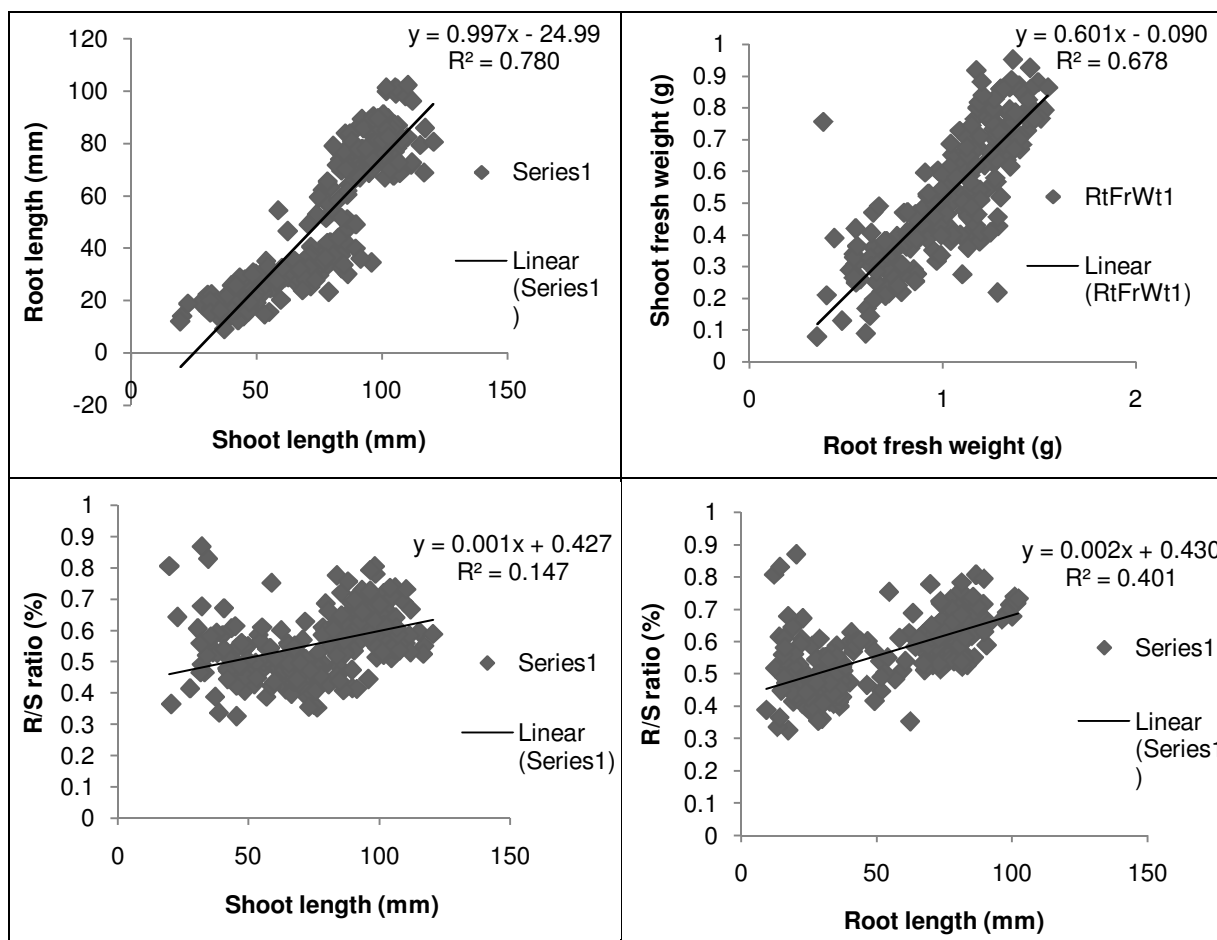 y = 0.997x - 24.99
R² = 0.780
120
100
80
60
40
20
0
-20
0
50
100
150
Root length (mm)
Shoot length (mm)
Series1
Linear
(Series1
)
y = 0.601x - 0.090
R² = 0.678
1
0.9
0.8
0.7
0.6
0.5
0.4
0.3
0.2
0.1
0
0
1
2
Shoot fresh weight (g)
Root fresh weight (g)
RtFrWt1
Linear
(RtFrWt1)
y = 0.001x + 0.427
R² = 0.147
1
0.9
0.8
0.7
0.6
0.5
0.4
0.3
0.2
0.1
0
0
50
100
150
R/S ratio (%)
Shoot length (mm)
Series1
Linear
(Series1)
y = 0.002x + 0.430
R² = 0.401
1
0.9
0.8
0.7
0.6
0.5
0.4
0.3
0.2
0.1
0
0
50
100
150
R/S ratio (%)
Root length (mm)
Series1
Linear
(Series1
)